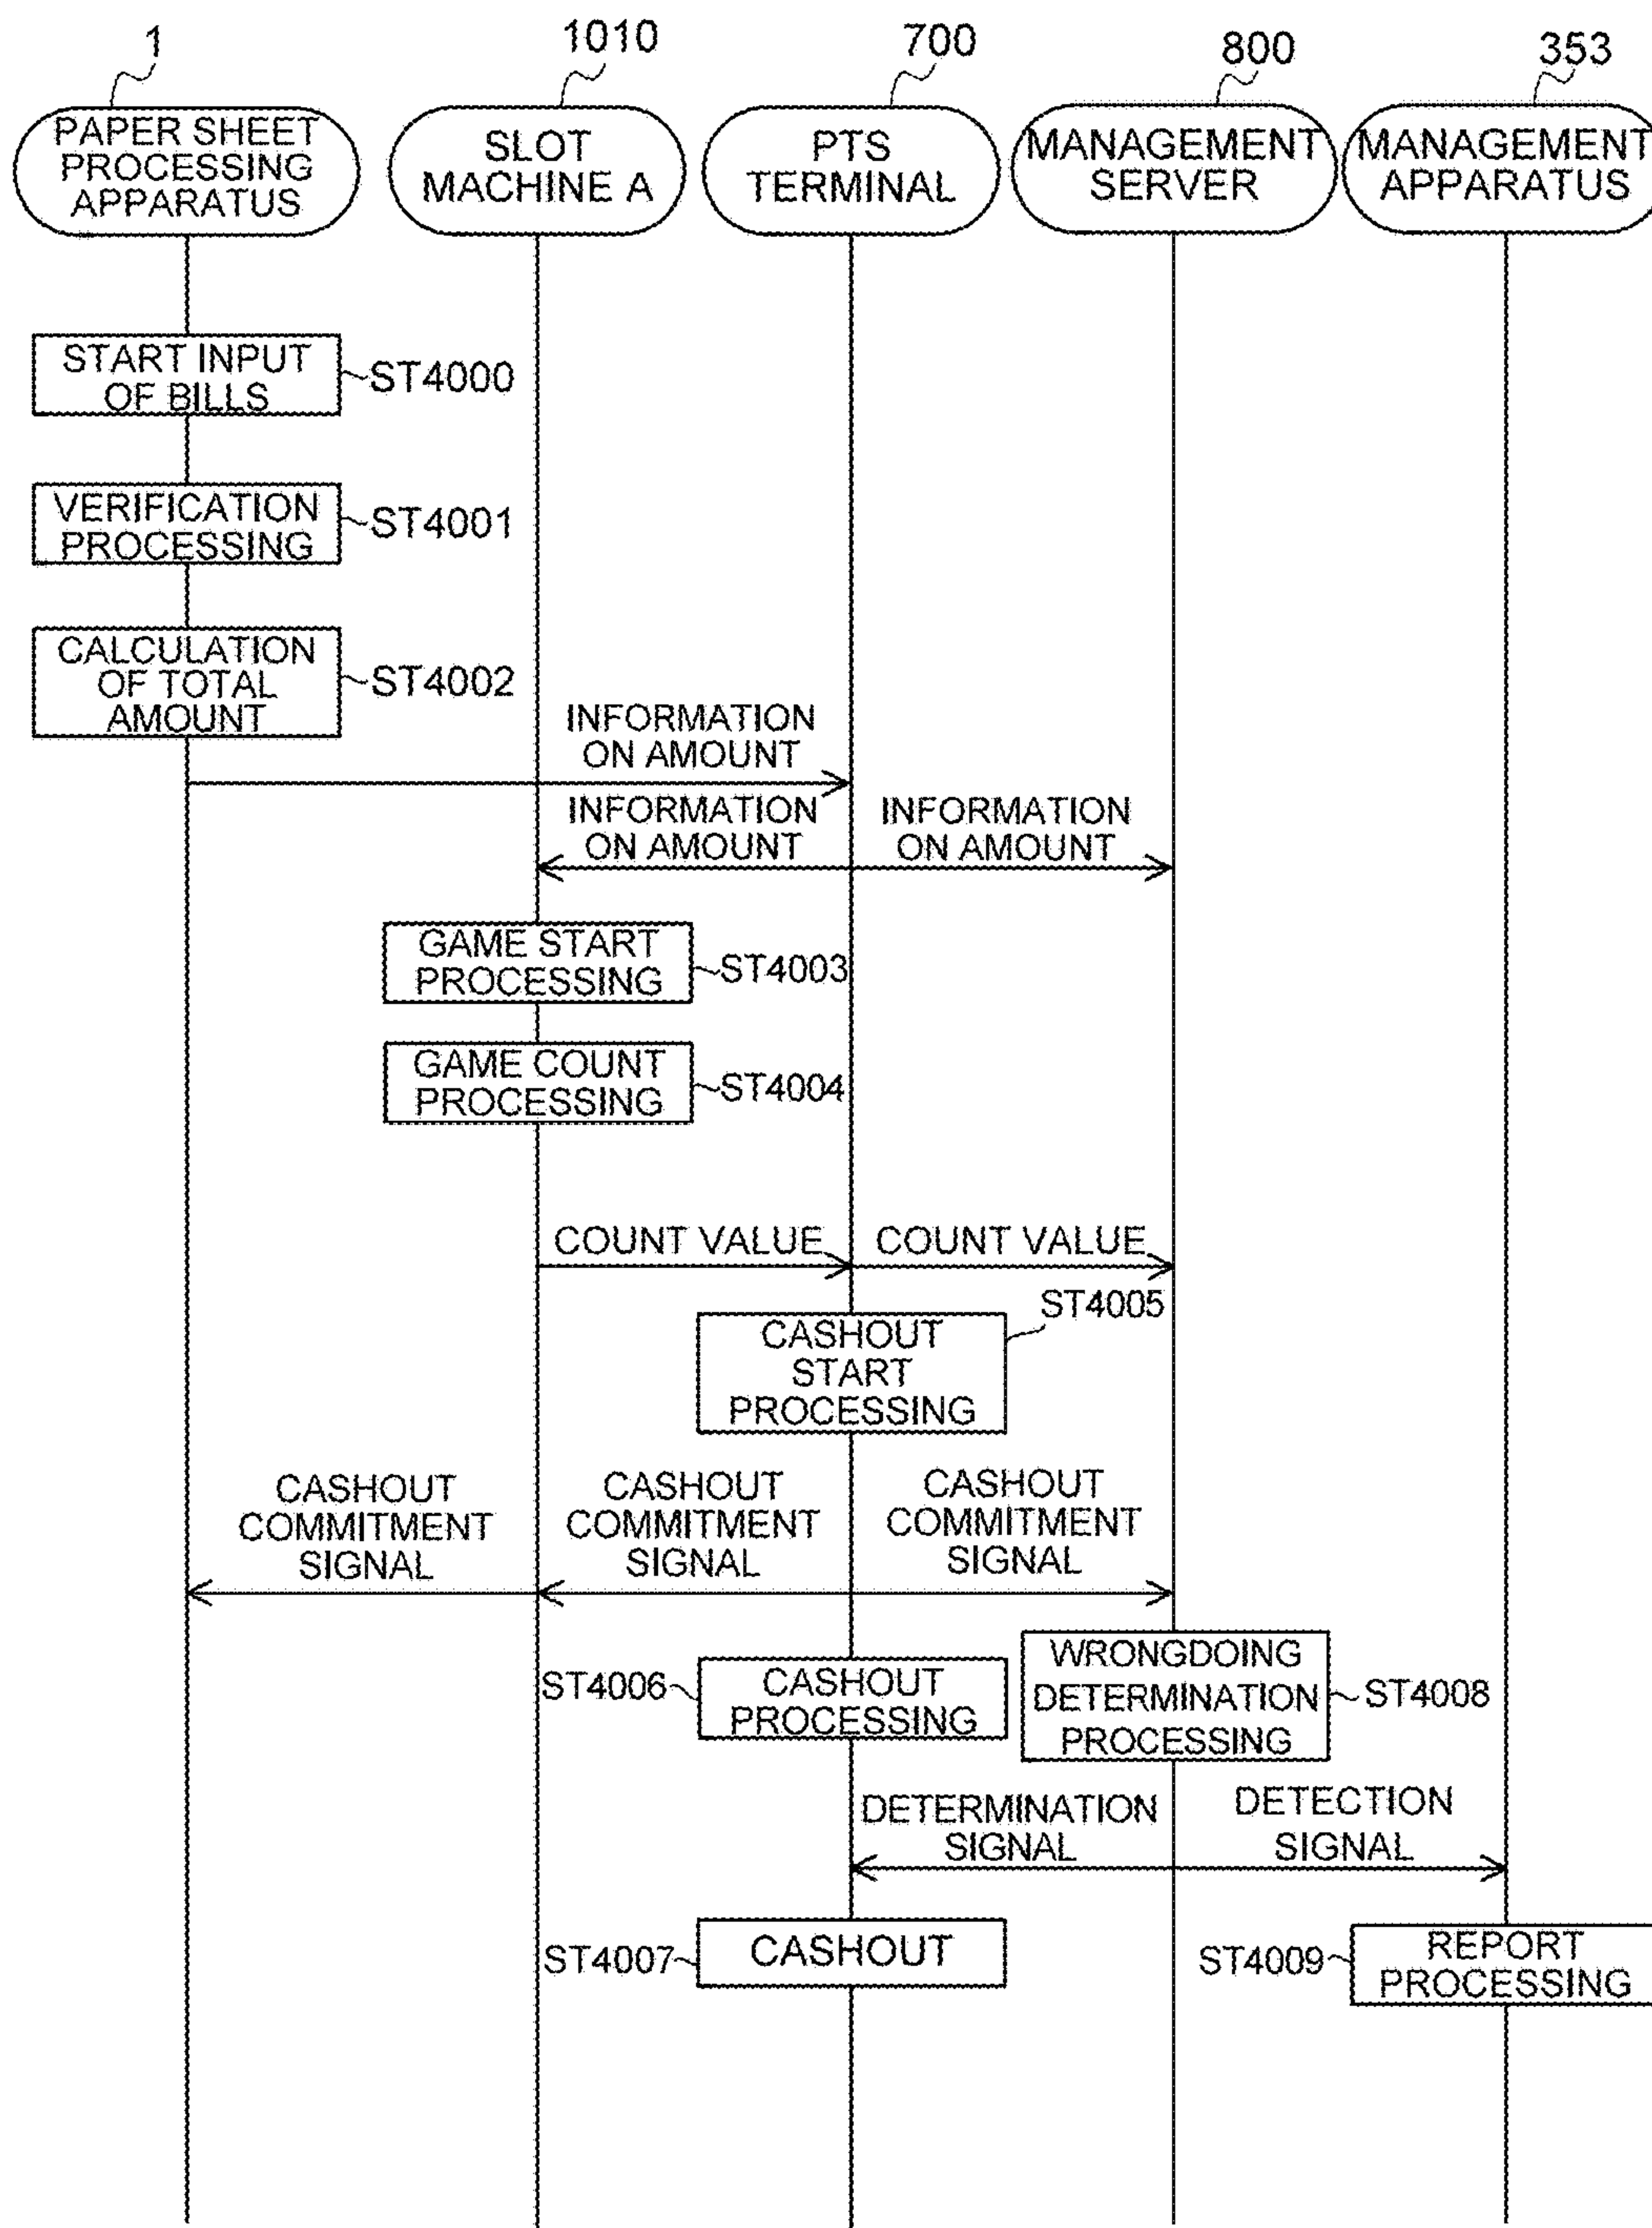 1
1010
700
800
353
PAPER SHEET
PROCESSING
APPARATUS
SLOT
MACHINE A
PTS
TERMINAL
MANAGEMENT
SERVER
MANAGEMENT
APPARATUS
START INPUT
OF BILLS
ST4000
VERIFICATION
PROCESSING
ST4001
CALCULATION
OF TOTAL
AMOUNT
ST4002
INFORMATION
ON AMOUNT
INFORMATION
ON AMOUNT
INFORMATION
ON AMOUNT
GAME START
PROCESSING
ST4003
GAME COUNT
PROCESSING
ST4004
COUNT VALUE
COUNT VALUE
ST4005
CASHOUT
START
PROCESSING
CASHOUT
COMMITMENT
SIGNAL
CASHOUT
COMMITMENT
SIGNAL
CASHOUT
COMMITMENT
SIGNAL
ST4006
CASHOUT
PROCESSING
WRONGDOING
DETERMINATION
PROCESSING
ST4008
DETERMINATION
SIGNAL
DETECTION
SIGNAL
ST4007
CASHOUT
ST4009
REPORT
PROCESSING